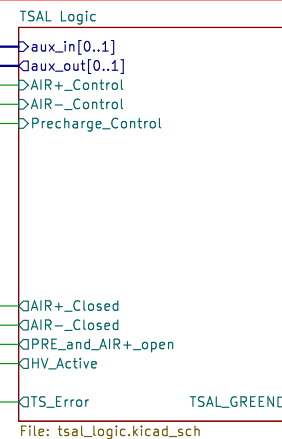 TSAL Logic
aux_in[0..1]
aux_out[0..1]
AIR+_Control
AIR-_Control
Precharge_Control
AIR+_Closed
AIR-_Closed
PRE_and_AIR+_open
HV_Active
TS_Error
TSAL_GREEN
File: tsal_logic.kicad_sch